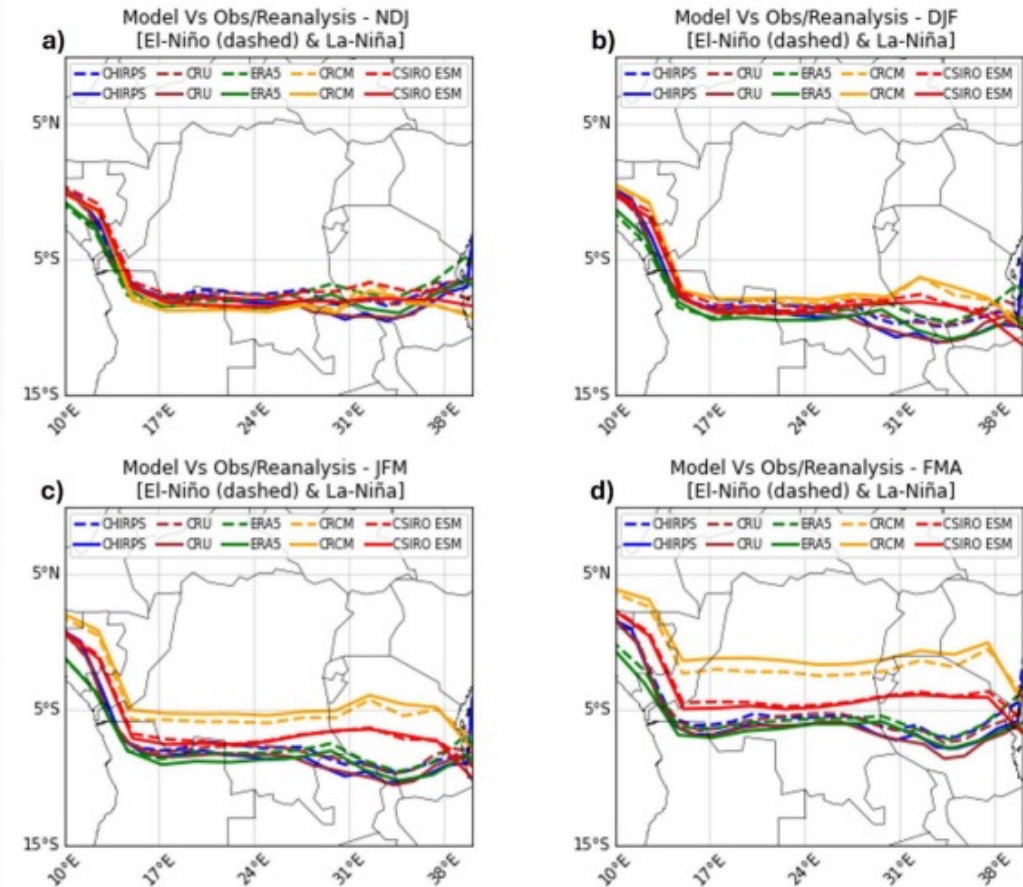 Model Vs Obs/Reanalysis - NDJ
a) [El-Niño (dashed) & La-Niña]
CHIRPS CRU ERA5 CRCM CSIRO ESM
CHIRPS CRU ERA5 CRCM CSIRO ESM
5°N
5°S
15°S
10°E 17°E 24°E 31°E 38°E
Model Vs Obs/Reanalysis - DJF
b) [El-Niño (dashed) & La-Niña]
CHIRPS CRU ERA5 CRCM CSIRO ESM
CHIRPS CRU ERA5 CRCM CSIRO ESM
5°N
5°S
15°S
10°E 17°E 24°E 31°E 38°E
Model Vs Obs/Reanalysis - JFM
c) [El-Niño (dashed) & La-Niña]
CHIRPS CRU ERA5 CRCM CSIRO ESM
CHIRPS CRU ERA5 CRCM CSIRO ESM
5°N
5°S
15°S
10°E 17°E 24°E 31°E 38°E
Model Vs Obs/Reanalysis - FMA
d) [El-Niño (dashed) & La-Niña]
CHIRPS CRU ERA5 CRCM CSIRO ESM
CHIRPS CRU ERA5 CRCM CSIRO ESM
5°N
5°S
15°S
10°E 17°E 24°E 31°E 38°E